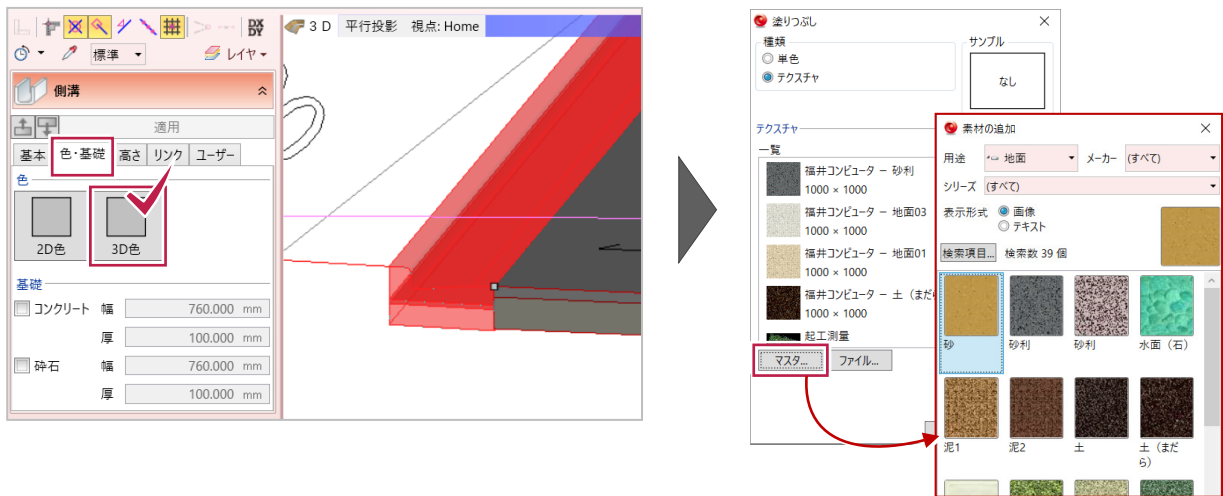 DX
DY
標準
レイヤ
3 D 平行投影 視点: Home
側溝
適用
基本 色・基礎 高さ リンク ユーザー
色
2D色 3D色
基礎
コンクリート 幅 760.000 mm
厚 100.000 mm
砕石 幅 760.000 mm
厚 100.000 mm
塗りつぶし
種類
単色
テクスチャ
サンプル
なし
テクスチャ
一覧
福井コンピュータ － 砂利
1000 × 1000
福井コンピュータ － 地面03
1000 × 1000
福井コンピュータ － 地面01
1000 × 1000
福井コンピュータ － 土（まだ
1000 × 1000
起工測量
マスタ... ファイル...
素材の追加
用途 地面 メーカー (すべて)
シリーズ (すべて)
表示形式 画像
テキスト
検索項目... 検索数 39 個
砂 砂利 砂利 水面（石）
泥1 泥2 土 土（まだ
ら）